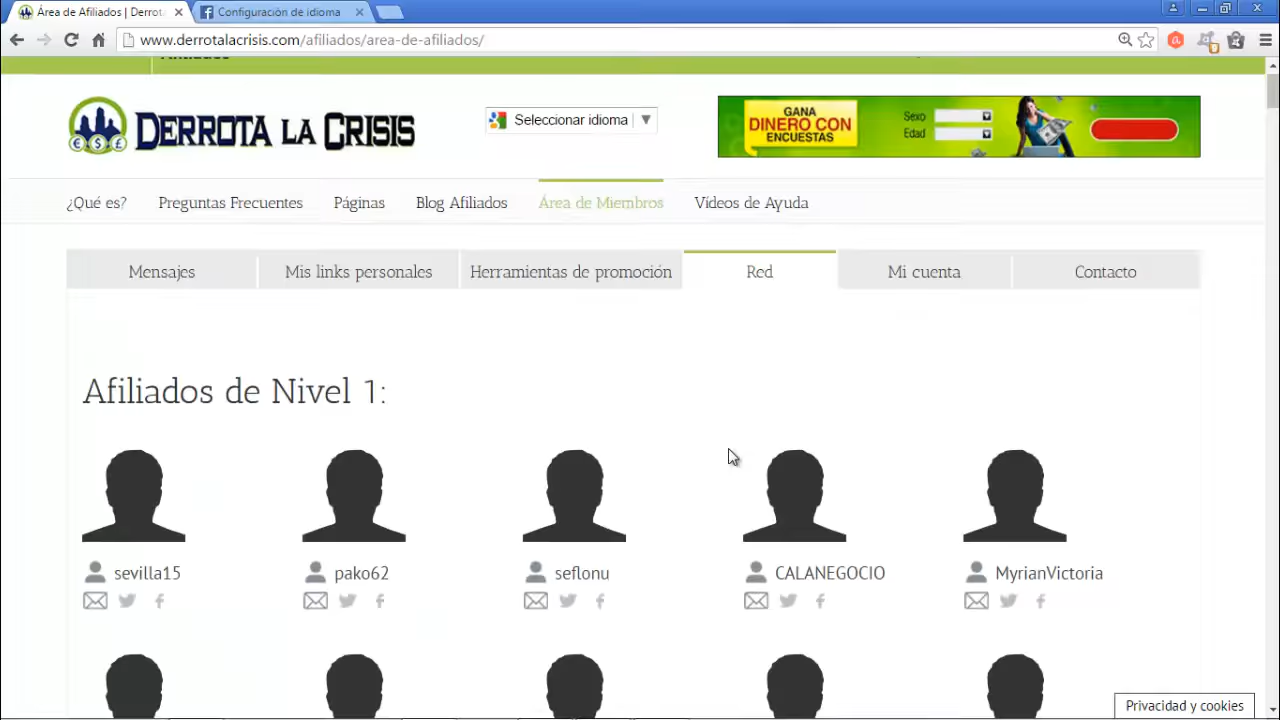 Área de Afiliados | Derrot
Configuración de idioma
www.derrotalacrisis.com/afiliados/area-de-afiliados/
DERROTA LA CRISIS
Seleccionar idioma
GANA
DINERO CON
ENCUESTAS
Sexo
Edad
¿Qué es?
Preguntas Frecuentes
Páginas
Blog Afiliados
Área de Miembros
Vídeos de Ayuda
Mensajes
Mis links personales
Herramientas de promoción
Red
Mi cuenta
Contacto
Afiliados de Nivel 1:
sevilla15
pako62
seflonu
CALANEGOCIO
MyrianVictoria
Privacidad y cookies